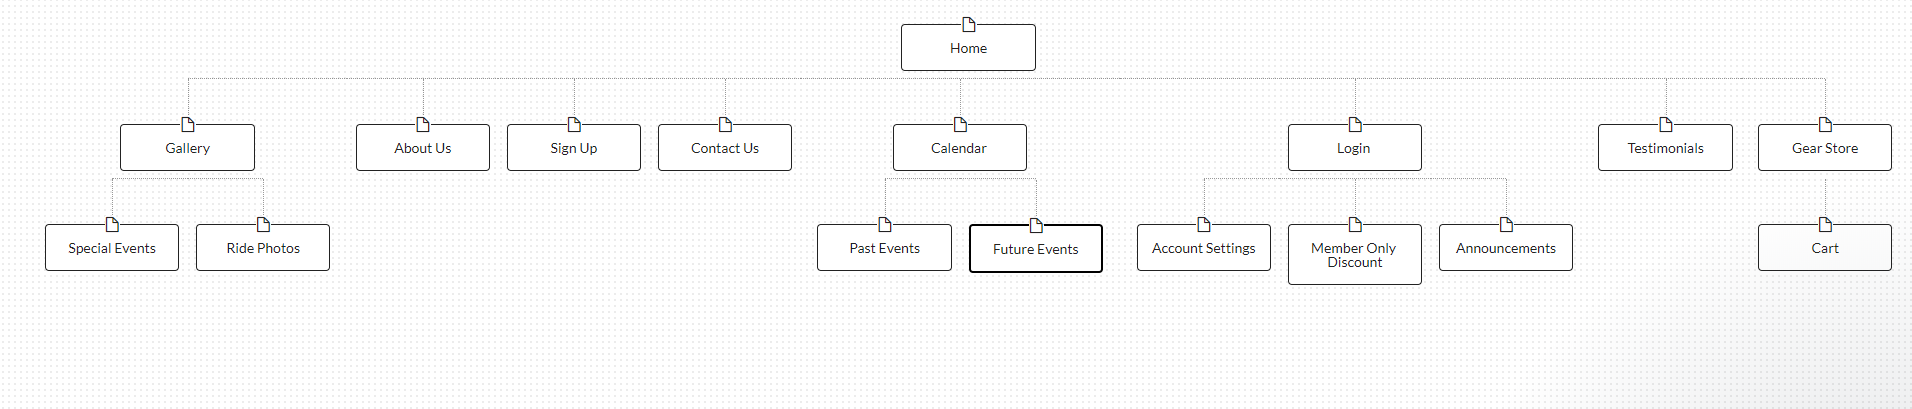 Home
Gallery
About Us
Sign Up
Contact Us
Calendar
Login
Testimonials
Gear Store
Special Events
Ride Photos
Past Events
Future Events
Account Settings
Member Only
Discount
Announcements
Cart